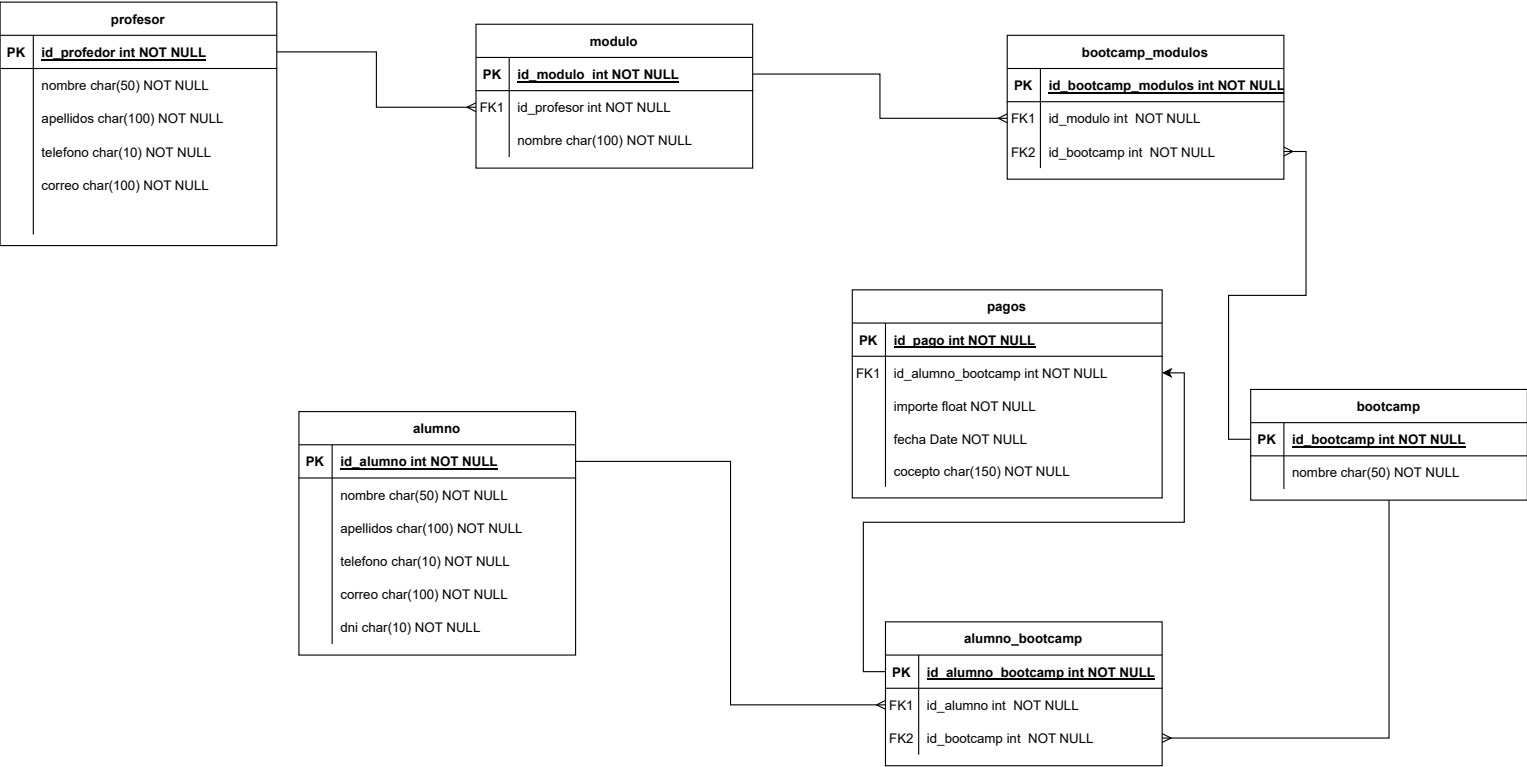 profesor
PK id_profedor int NOT NULL
nombre char(50) NOT NULL
apellidos char(100) NOT NULL
telefono char(10) NOT NULL
correo char(100) NOT NULL
modulo
PK id_modulo int NOT NULL
FK1 id_profesor int NOT NULL
nombre char(100) NOT NULL
bootcamp_modulos
PK id_bootcamp_modulos int NOT NULL
FK1 id_modulo int NOT NULL
FK2 id_bootcamp int NOT NULL
pagos
PK id_pago int NOT NULL
FK1 id_alumno_bootcamp int NOT NULL
importe float NOT NULL
fecha Date NOT NULL
cocepto char(150) NOT NULL
bootcamp
PK id_bootcamp int NOT NULL
nombre char(50) NOT NULL
alumno
PK id_alumno int NOT NULL
nombre char(50) NOT NULL
apellidos char(100) NOT NULL
telefono char(10) NOT NULL
correo char(100) NOT NULL
dni char(10) NOT NULL
alumno_bootcamp
PK id_alumno_bootcamp int NOT NULL
FK1 id_alumno int NOT NULL
FK2 id_bootcamp int NOT NULL